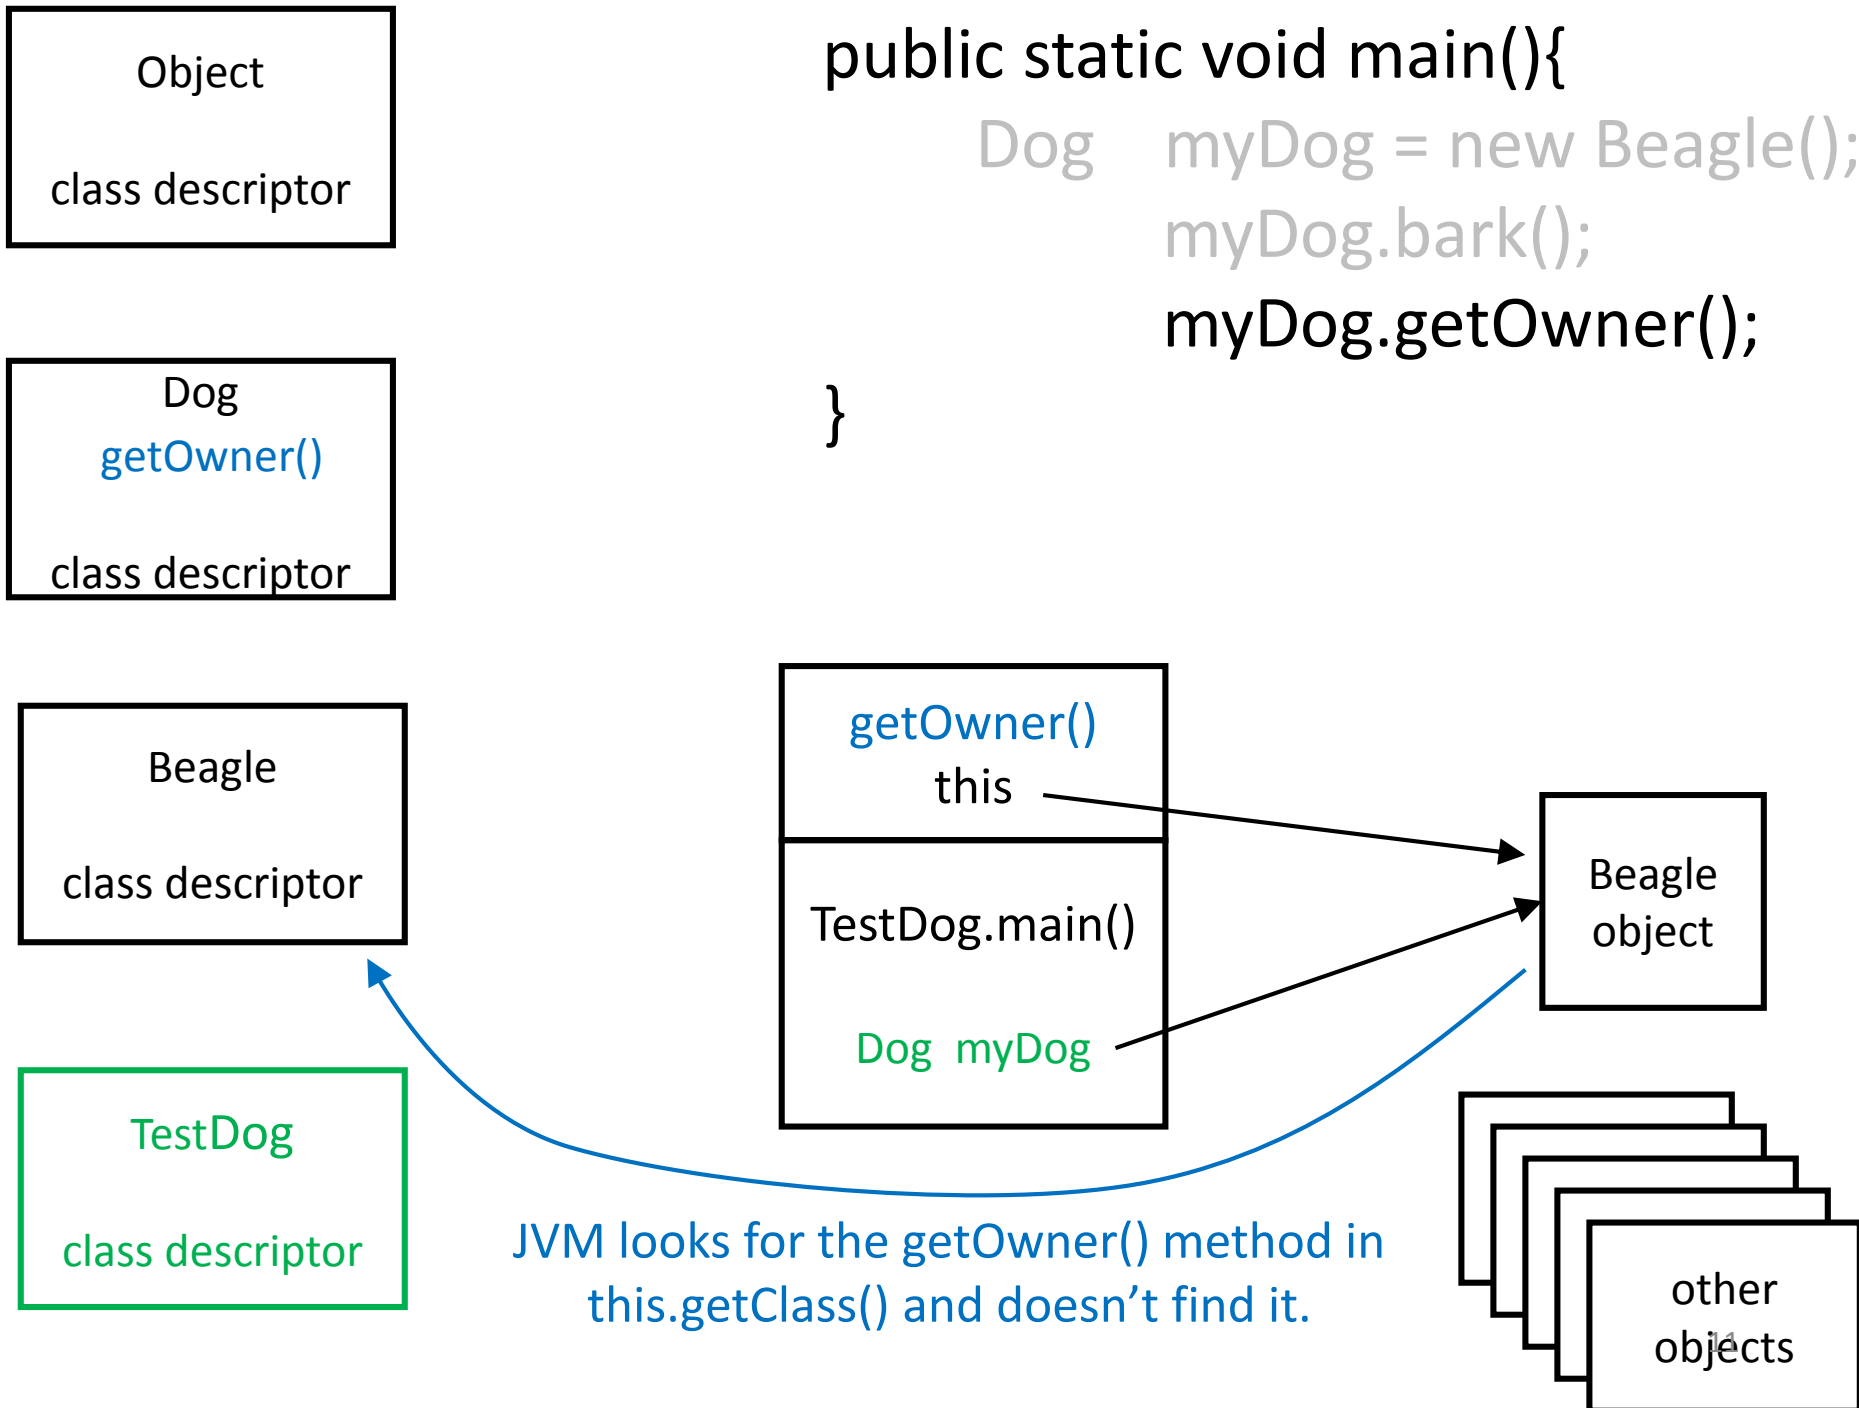 Object
class descriptor
public static void main(){
Dog myDog = new Beagle();
myDog.bark();
myDog.getOwner();
}
Dog
getOwner()
class descriptor
Beagle
class descriptor
TestDog
class descriptor
getOwner()
this
TestDog.main()
Dog myDog
Beagle
object
JVM looks for the getOwner() method in
this.getClass() and doesn’t find it.
other
objects
11